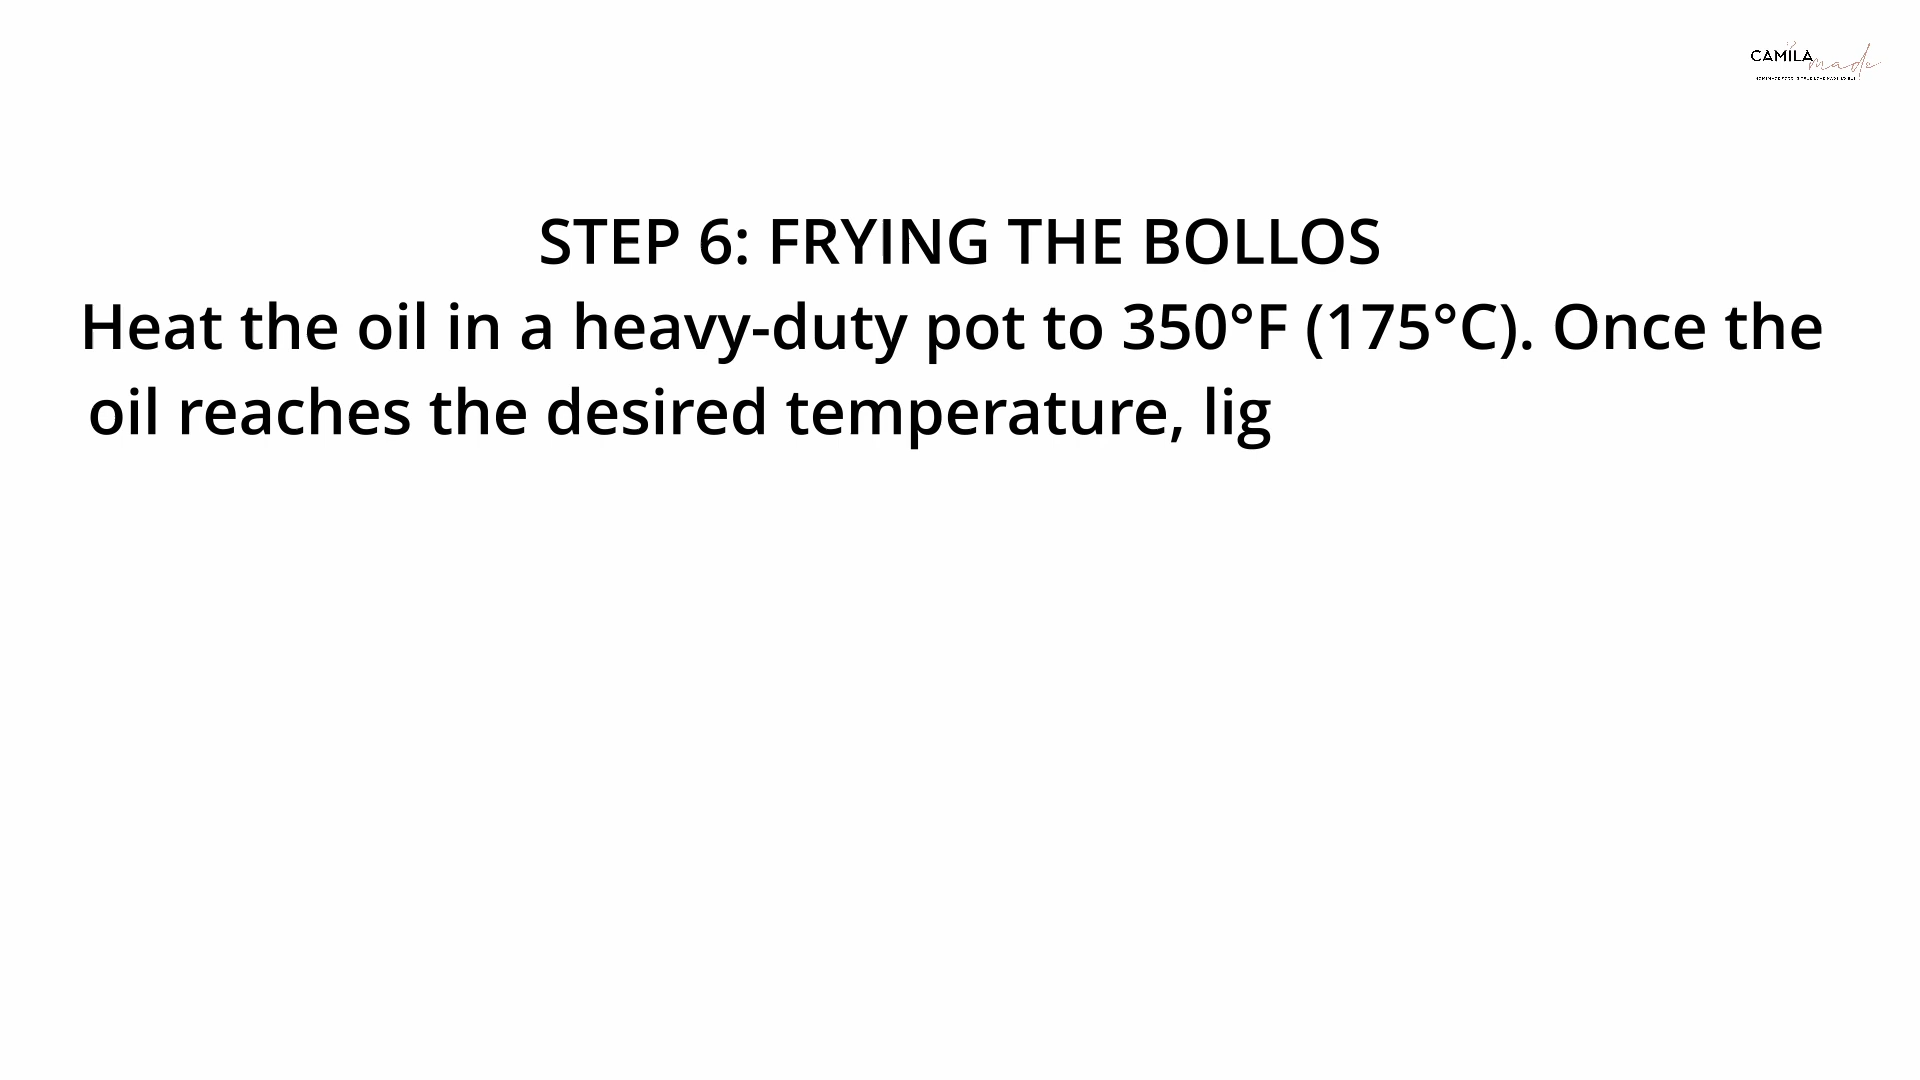 CAMILA made
STEP 6: FRYING THE BOLLOS
Heat the oil in a heavy-duty pot to 350°F (175°C). Once the
oil reaches the desired temperature, lig